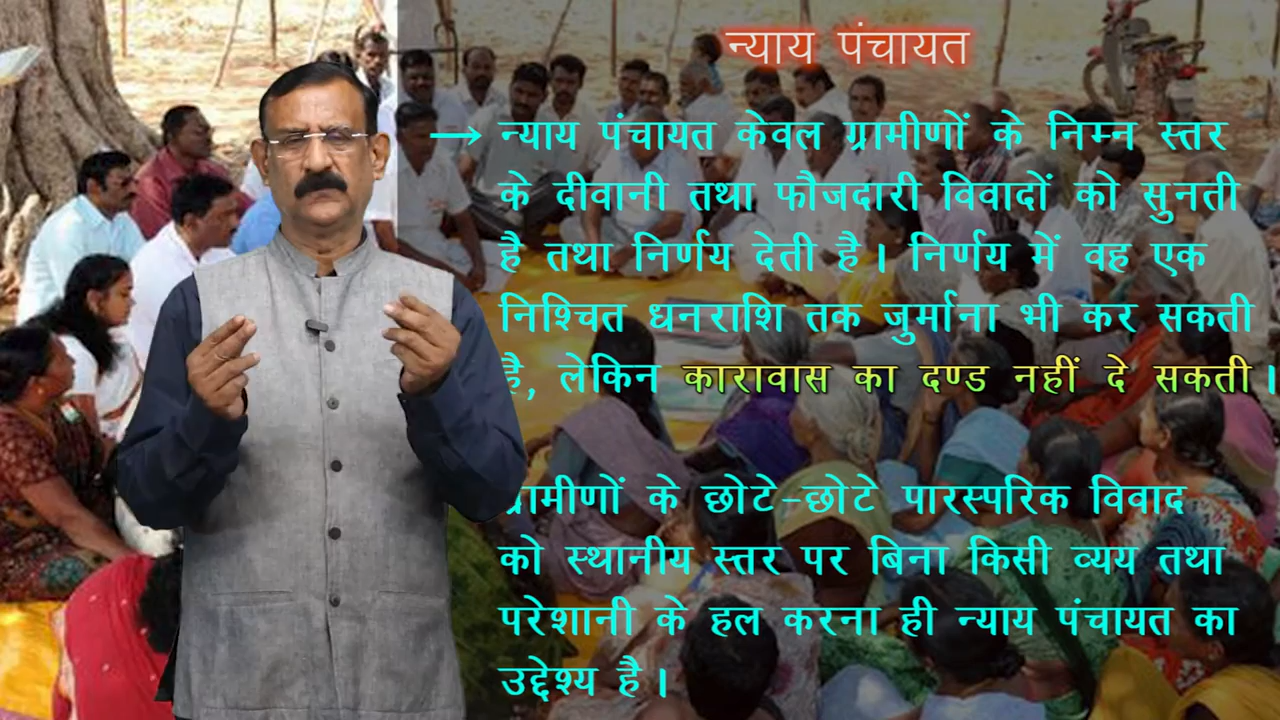 न्याय पंचायत
→ न्याय पंचायत केवल ग्रामीणों के निम्न स्तर
के दीवानी तथा फौजदारी विवादों को सुनती
है तथा निर्णय देती है। निर्णय में वह एक
निश्चित धनराशि तक जुर्माना भी कर सकती
है, लेकिन कारावास का दण्ड नहीं दे सकती।
ग्रामीणों के छोटे-छोटे पारस्परिक विवाद
को स्थानीय स्तर पर बिना किसी व्यय तथा
परेशानी के हल करना ही न्याय पंचायत का
उद्देश्य है।